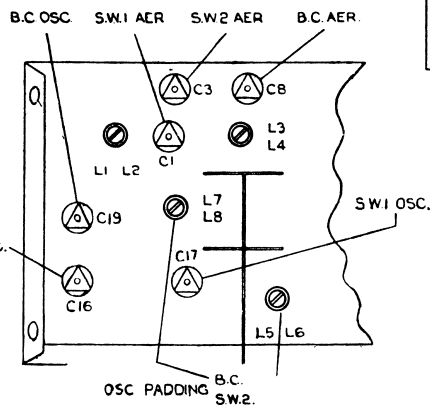 B.C OSC. S.W.1 AER S.W.2 AER B.C. AER.
C3 C8
L1 L2 C1 L3
L4
C19 L7
L8
S.W.1 OSC.
C.
C16 C17
L5 L6
OSC PADDING B.C.
S.W.2.